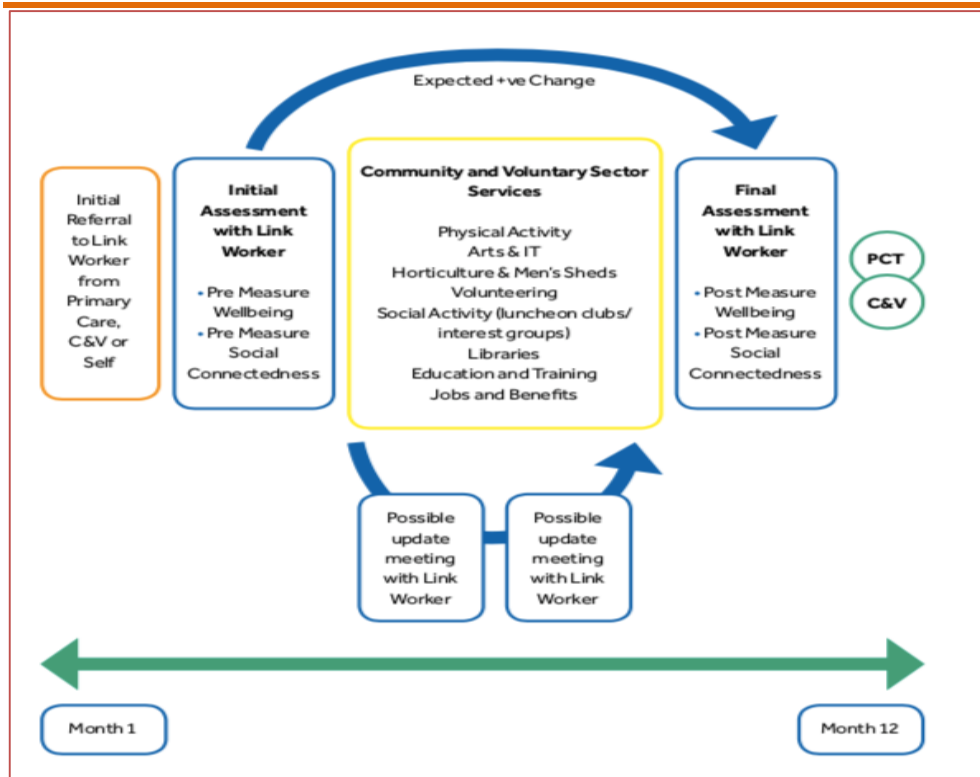 Expected +ve Change
Initial
Referral
to Link
Worker
from
Primary
Care,
C&V or
Self
Initial
Assessment
with Link
Worker
• Pre Measure
Wellbeing
• Pre Measure
Social
Connectedness
Community and Voluntary Sector
Services
Physical Activity
Arts & IT
Horticulture & Men's Sheds
Volunteering
Social Activity (luncheon clubs/
interest groups)
Libraries
Education and Training
Jobs and Benefits
Final
Assessment
with Link
Worker
• Post Measure
Wellbeing
• Post Measure
Social
Connectedness
PCT
C&V
Possible
update
meeting
with Link
Worker
Possible
update
meeting
with Link
Worker
Month 1
Month 12